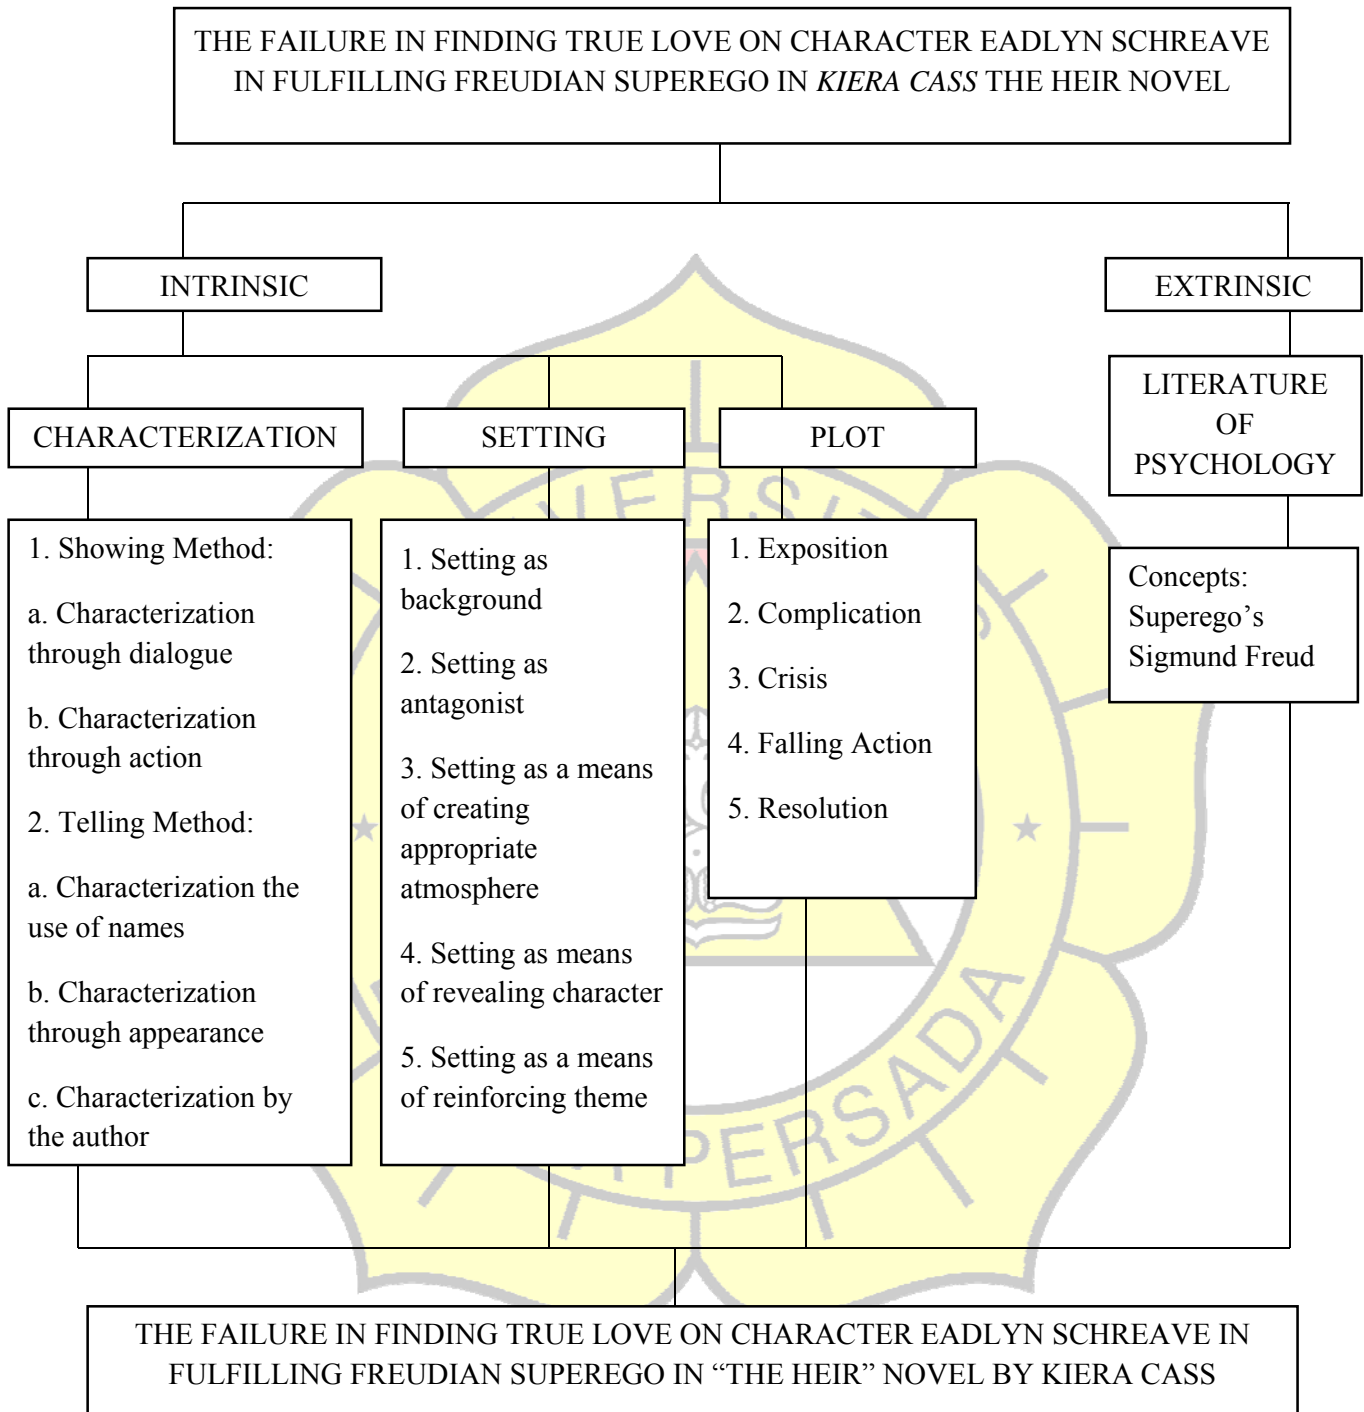 THE FAILURE IN FINDING TRUE LOVE ON CHARACTER EADLYN SCHREAVE
IN FULFILLING FREUDIAN SUPEREGO IN KIERA CASS THE HEIR NOVEL
INTRINSIC
EXTRINSIC
CHARACTERIZATION
SETTING
PLOT
LITERATURE
OF
PSYCHOLOGY
1. Showing Method:
a. Characterization
through dialogue
b. Characterization
through action
2. Telling Method:
a. Characterization the
use of names
b. Characterization
through appearance
c. Characterization by
the author
1. Setting as
background
2. Setting as
antagonist
3. Setting as a means
of creating
appropriate
atmosphere
4. Setting as means
of revealing character
5. Setting as a means
of reinforcing theme
1. Exposition
2. Complication
3. Crisis
4. Falling Action
5. Resolution
Concepts:
Superego’s
Sigmund Freud
PERSADA
THE FAILURE IN FINDING TRUE LOVE ON CHARACTER EADLYN SCHREAVE IN
FULFILLING FREUDIAN SUPEREGO IN “THE HEIR” NOVEL BY KIERA CASS